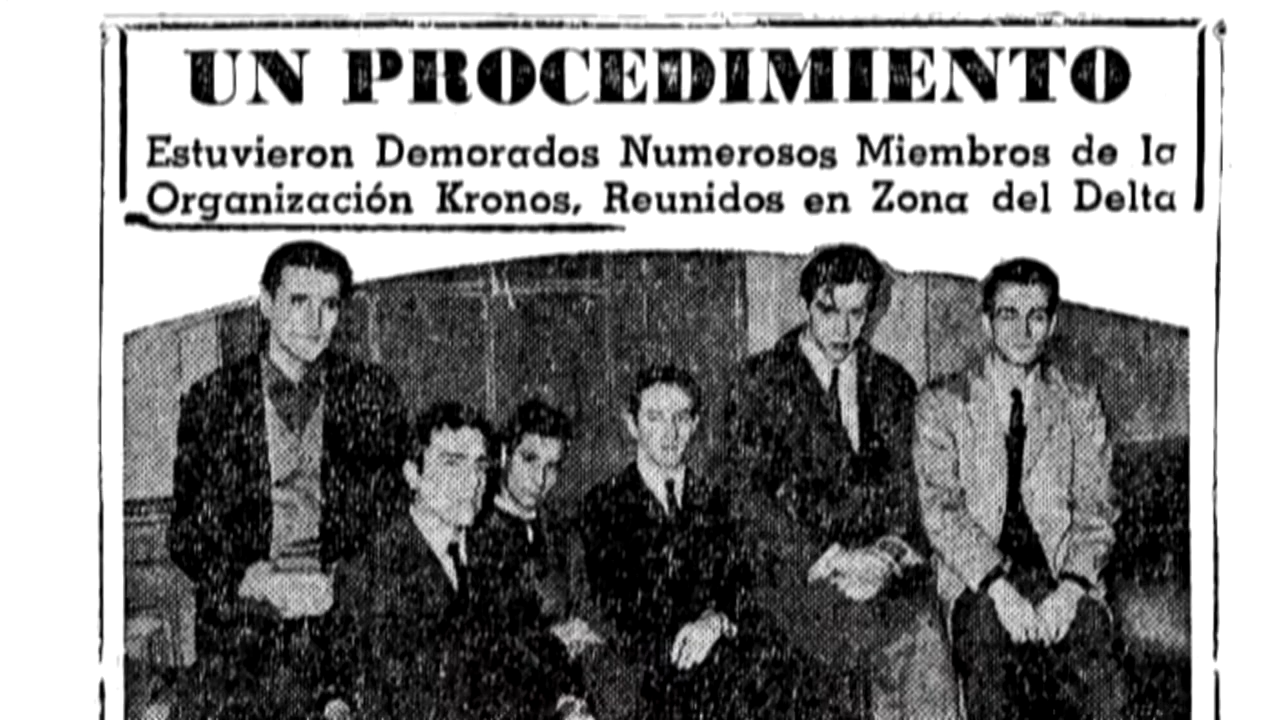 UN PROCEDIMIENTO
Estuvieron Demorados Numerosos Miembros de la
Organización Kronos, Reunidos en Zona del Delta